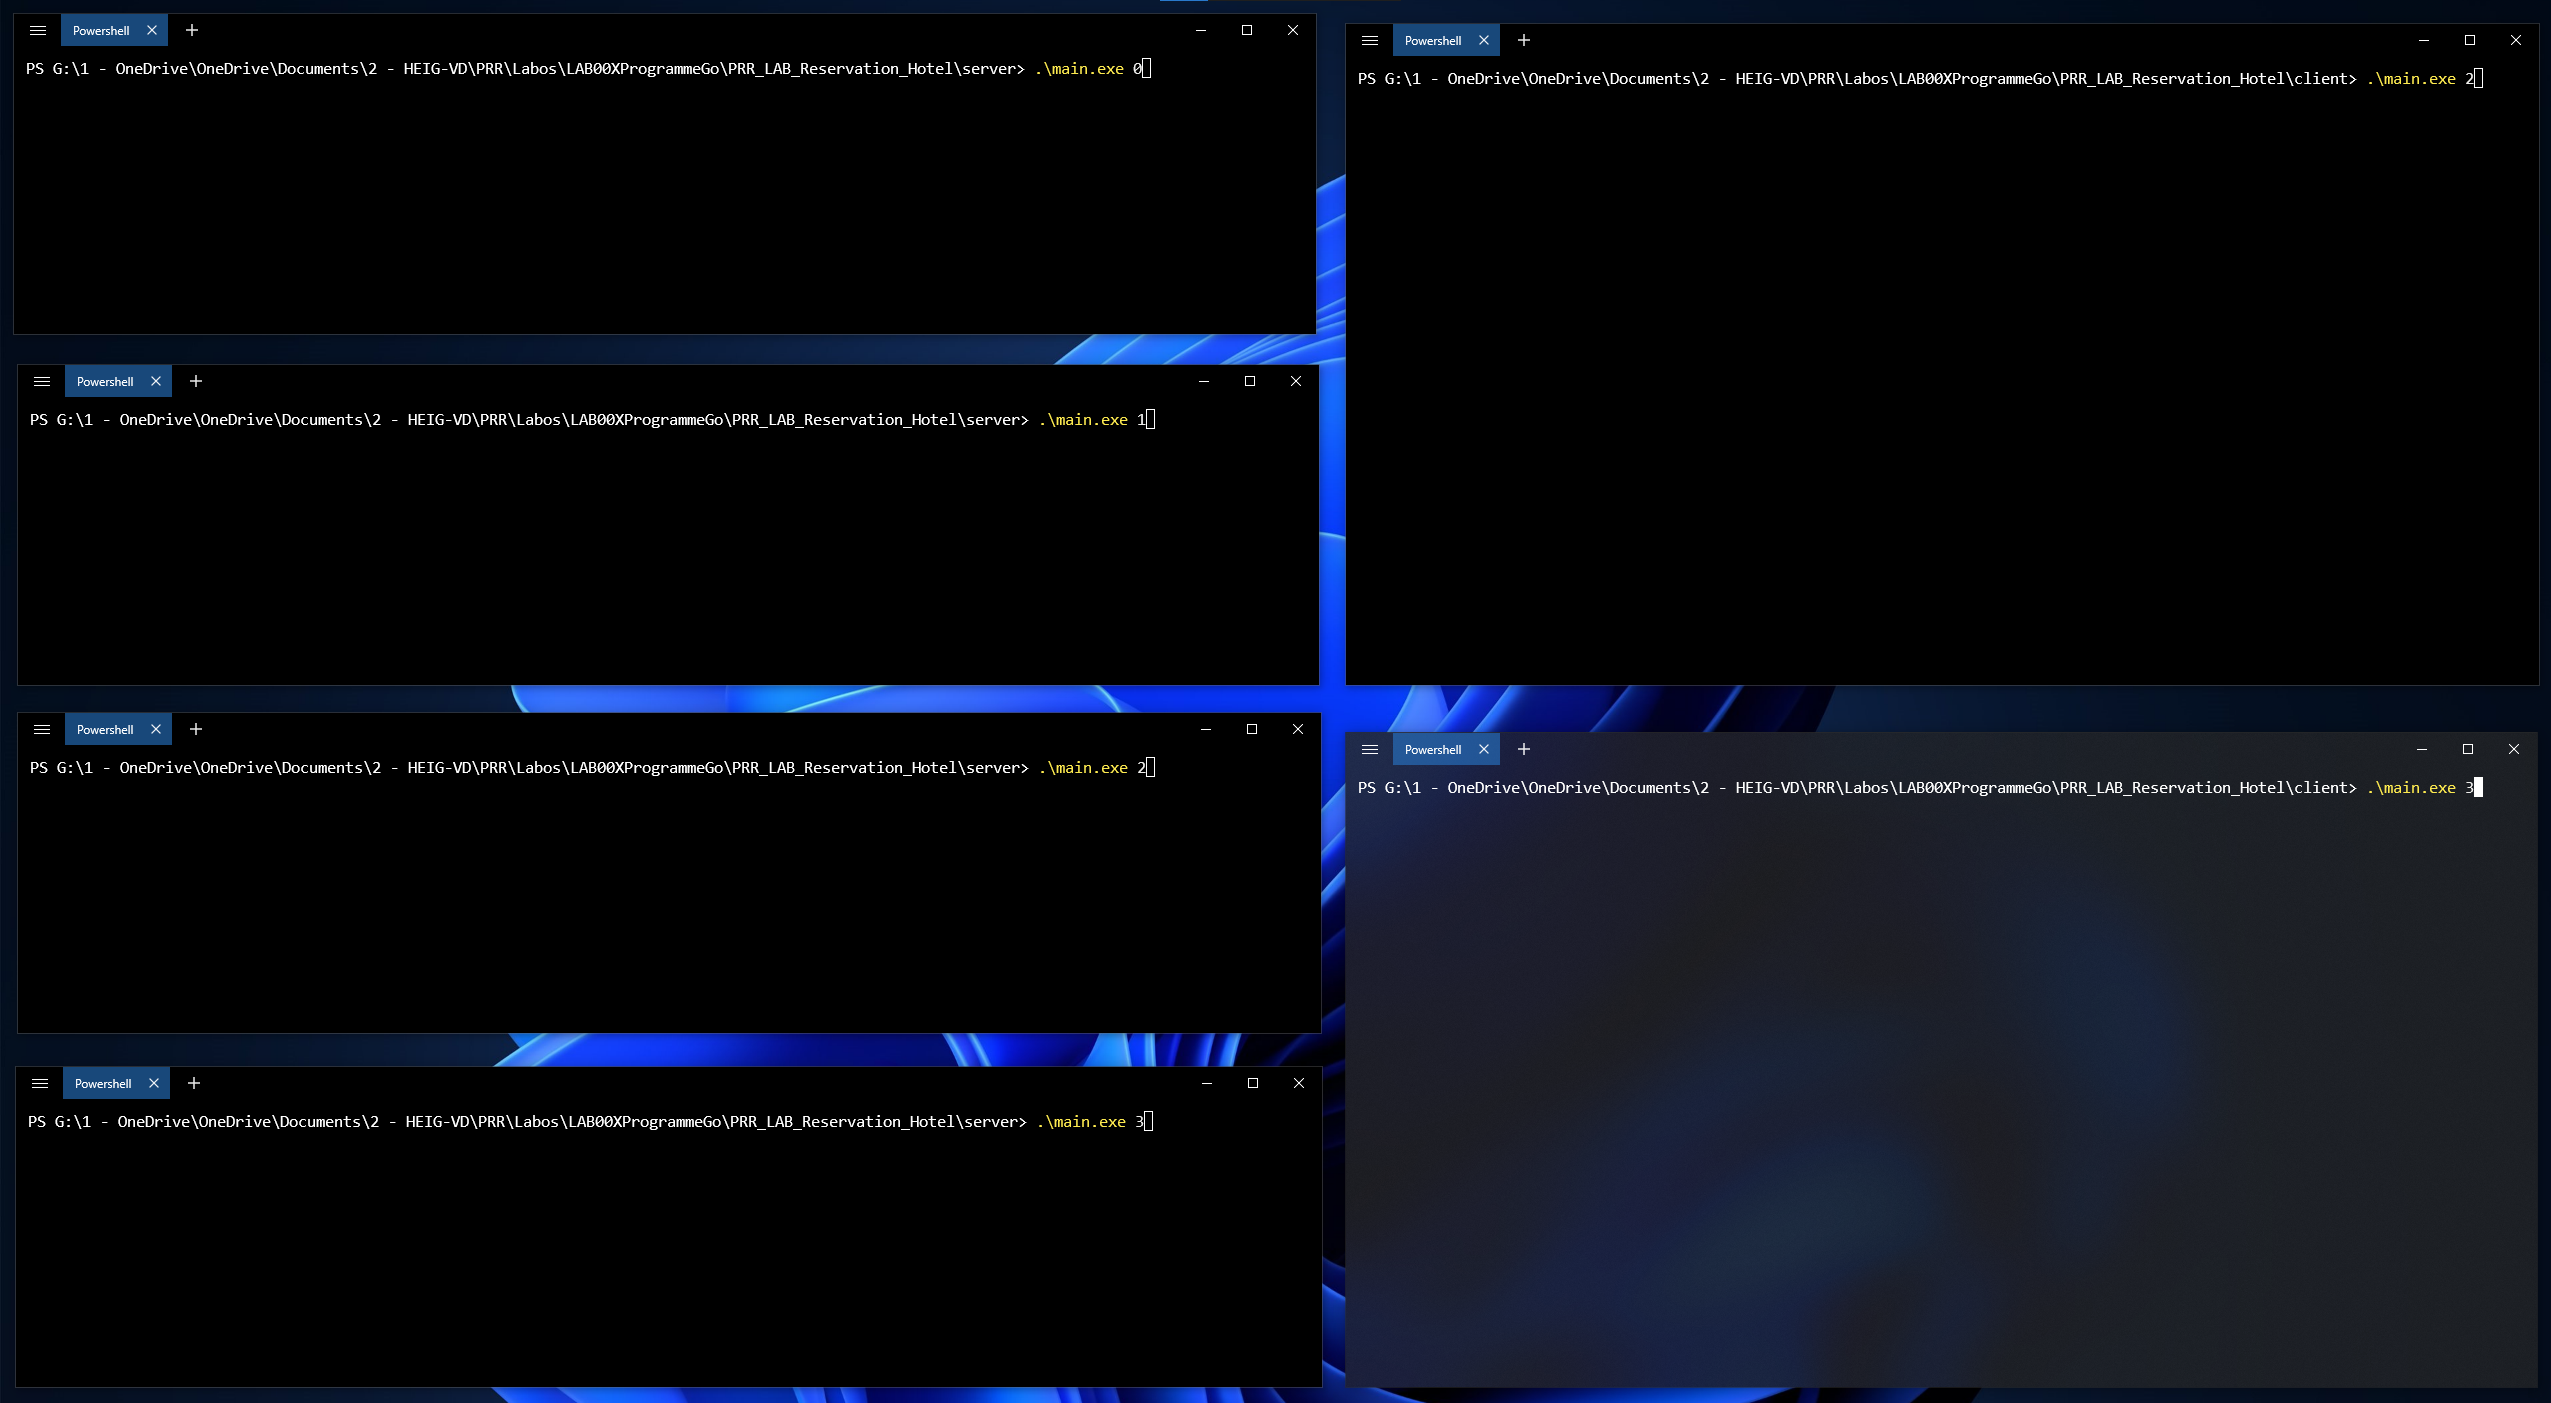 Powershell
PS G:\1 - OneDrive\OneDrive\Documents\2 - HEIG-VD\PRR\Labos\LAB00XProgrammeGo\PRR_LAB_Reservation_Hotel\server> .\main.exe 0
Powershell
PS G:\1 - OneDrive\OneDrive\Documents\2 - HEIG-VD\PRR\Labos\LAB00XProgrammeGo\PRR_LAB_Reservation_Hotel\server> .\main.exe 1
Powershell
PS G:\1 - OneDrive\OneDrive\Documents\2 - HEIG-VD\PRR\Labos\LAB00XProgrammeGo\PRR_LAB_Reservation_Hotel\server> .\main.exe 2
Powershell
PS G:\1 - OneDrive\OneDrive\Documents\2 - HEIG-VD\PRR\Labos\LAB00XProgrammeGo\PRR_LAB_Reservation_Hotel\server> .\main.exe 3
Powershell
PS G:\1 - OneDrive\OneDrive\Documents\2 - HEIG-VD\PRR\Labos\LAB00XProgrammeGo\PRR_LAB_Reservation_Hotel\client> .\main.exe 2
Powershell
PS G:\1 - OneDrive\OneDrive\Documents\2 - HEIG-VD\PRR\Labos\LAB00XProgrammeGo\PRR_LAB_Reservation_Hotel\client> .\main.exe 3